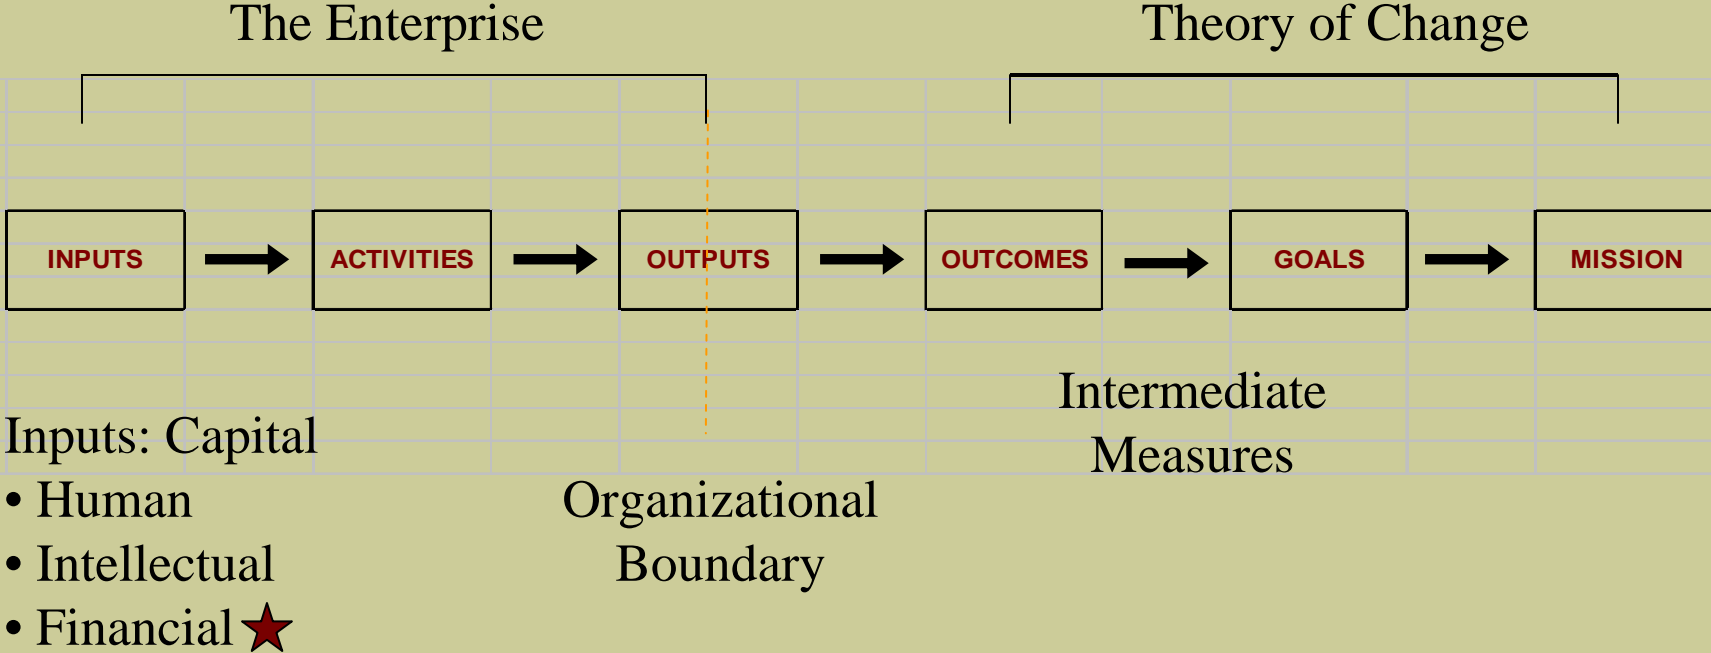 The Enterprise
Theory of Change
INPUTS
ACTIVITIES
OUTPUTS
OUTCOMES
GOALS
MISSION
Intermediate
Measures
Inputs: Capital
• Human
• Intellectual
• Financial
Organizational
Boundary